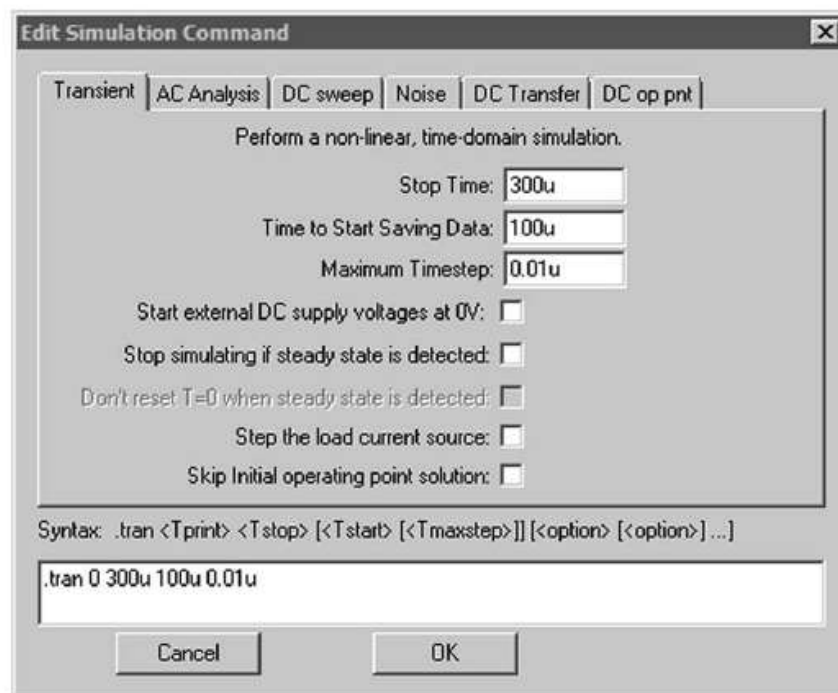 Edit Simulation Command
Transient AC Analysis DC sweep Noise DC Transfer DC op pnt
Perform a non-linear, time-domain simulation.
Stop Time: 300u
Time to Start Saving Data: 100u
Maximum Timestep: 0.01u
Start external DC supply voltages at 0V:
Stop simulating if steady state is detected:
Don't reset T=0 when steady state is detected:
Step the load current source:
Skip Initial operating point solution:
Syntax: .tran <Tprint> <Tstop> [<Tstart> [<Tmaxstep>]] [<option> [<option>] ...]
.tran 0 300u 100u 0.01u
Cancel OK